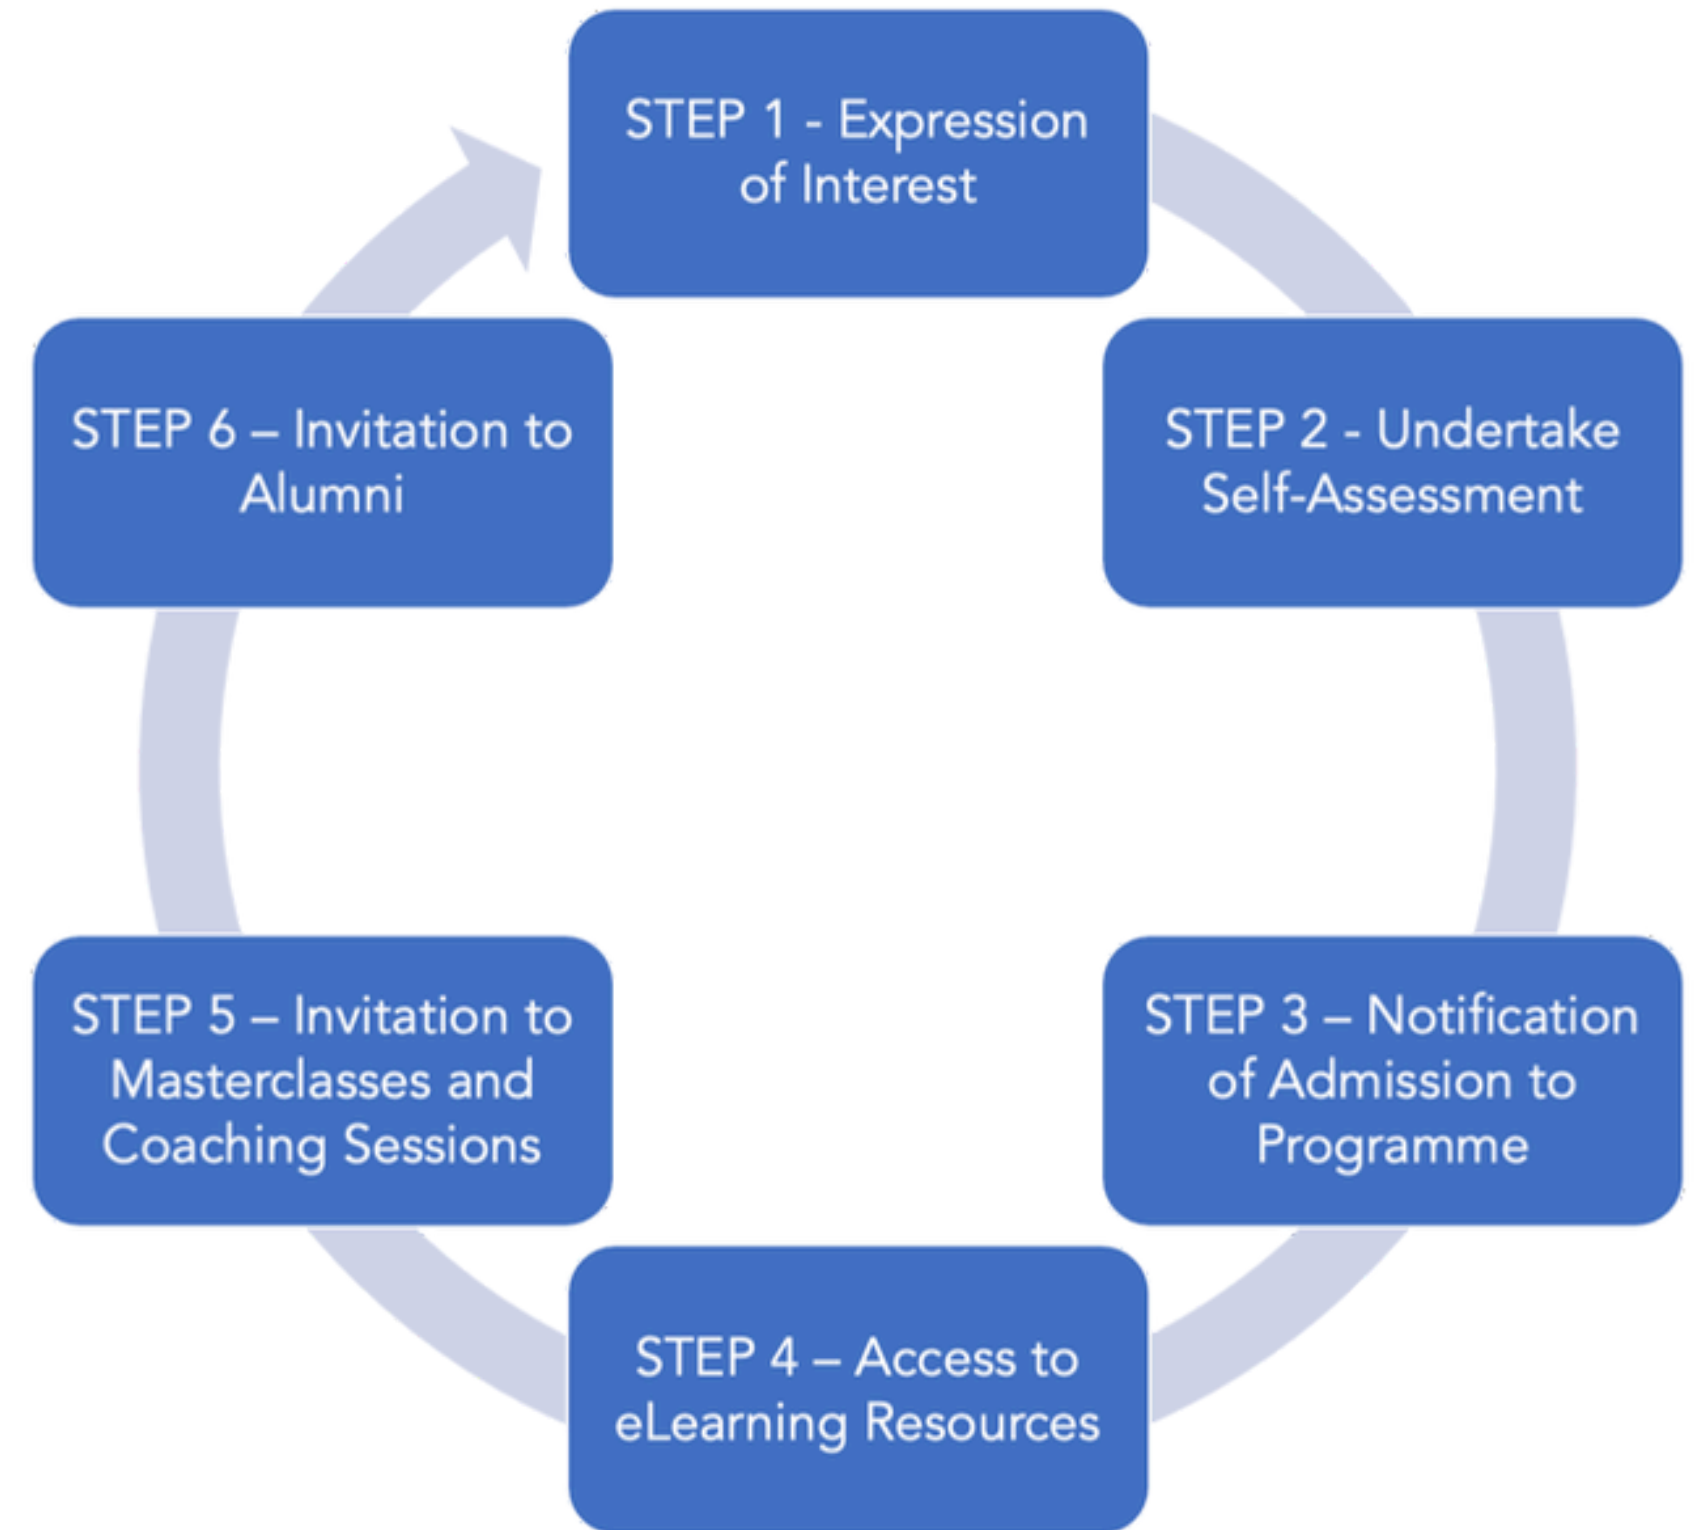 STEP 1 - Expression
of Interest
STEP 2 - Undertake
Self-Assessment
STEP 3 – Notification
of Admission to
Programme
STEP 4 – Access to
eLearning Resources
STEP 5 – Invitation to
Masterclasses and
Coaching Sessions
STEP 6 – Invitation to
Alumni